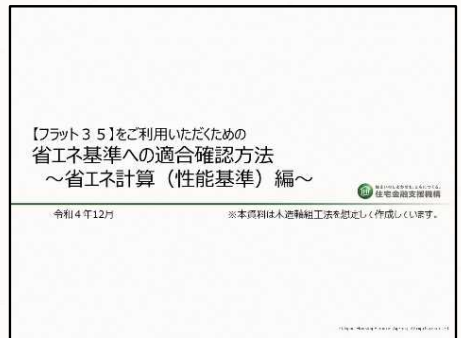 【フラット３５】をご利用いただくための
省エネ基準への適合確認方法
～省エネ計算（性能基準）編～
住宅金融支援機構
令和４年12月
※本資料は木造軸組工法を想定して作成しています。